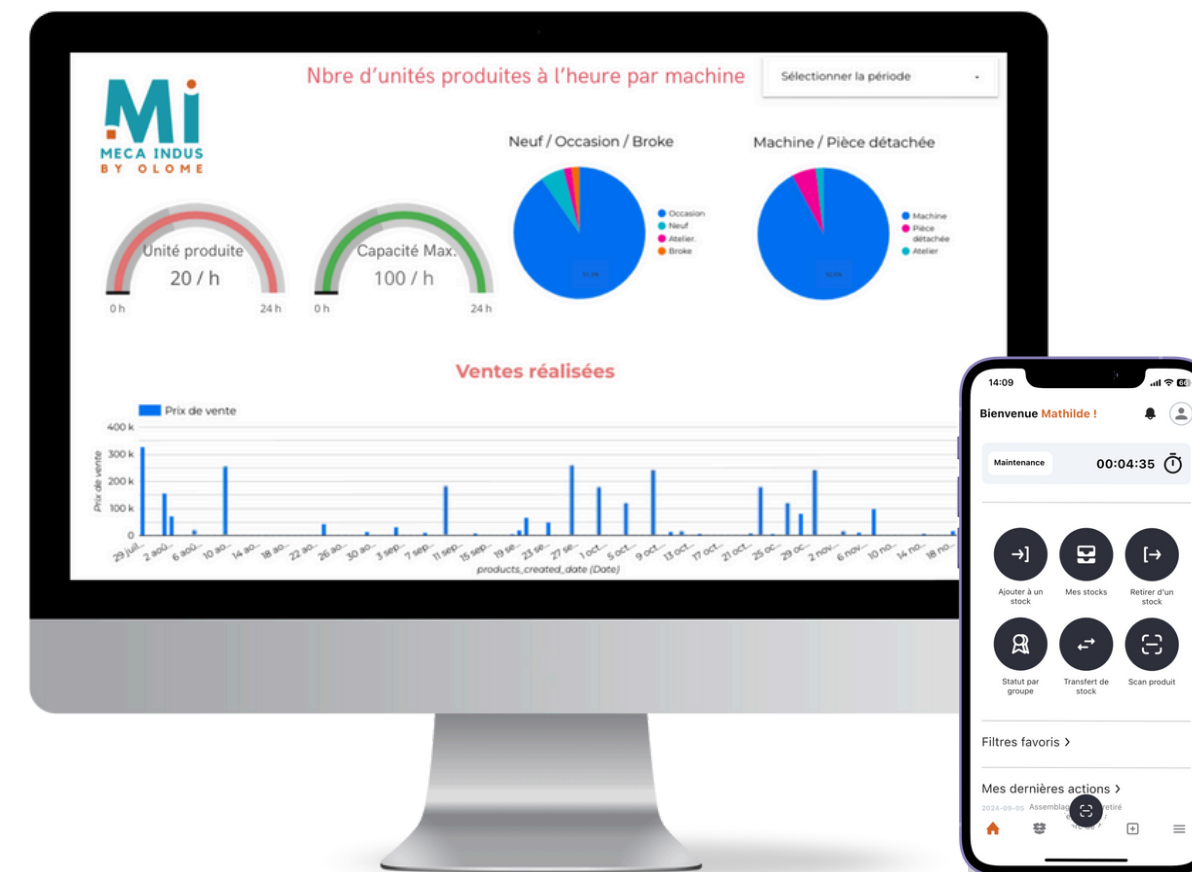 Nbre d'unités produites à l'heure par machine
Sélectionner la période
Mi
MECA INDUS
BY OLOME
Neuf / Occasion / Broke
Machine / Pièce détachée
Unité produite
20 / h
0 h
24 h
Capacité Max.
100 / h
0 h
24 h
Occasion
Neuf
Atelier.
Broke
Machine
Pièce
détachée
Atelier
Ventes réalisées
Prix de vente
Prix de vente
400 k
300 k
200 k
100 k
0
29 juil... 2 aoû... 6 aoû... 10 ao... 14 ao... 18 ao... 22 ao... 26 ao... 30 ao... 3 sep... 7 sep... 11 sep... 15 sep... 19 se... 23 se... 27 se... 1 oct... 5 oct... 9 oct... 13 oct... 17 oct... 21 oct... 25 oc... 29 oc... 2 nov... 6 nov... 10 no... 14 no... 18 no...
products_created_date (Date)
14:09
Bienvenue Mathilde !
Maintenance
00:04:35
Ajouter à un
stock
Mes stocks
Retirer d'un
stock
Statut par
groupe
Transfert de
stock
Scan produit
Filtres favoris >
Mes dernières actions >
2024-09-05 Assemblag retiré